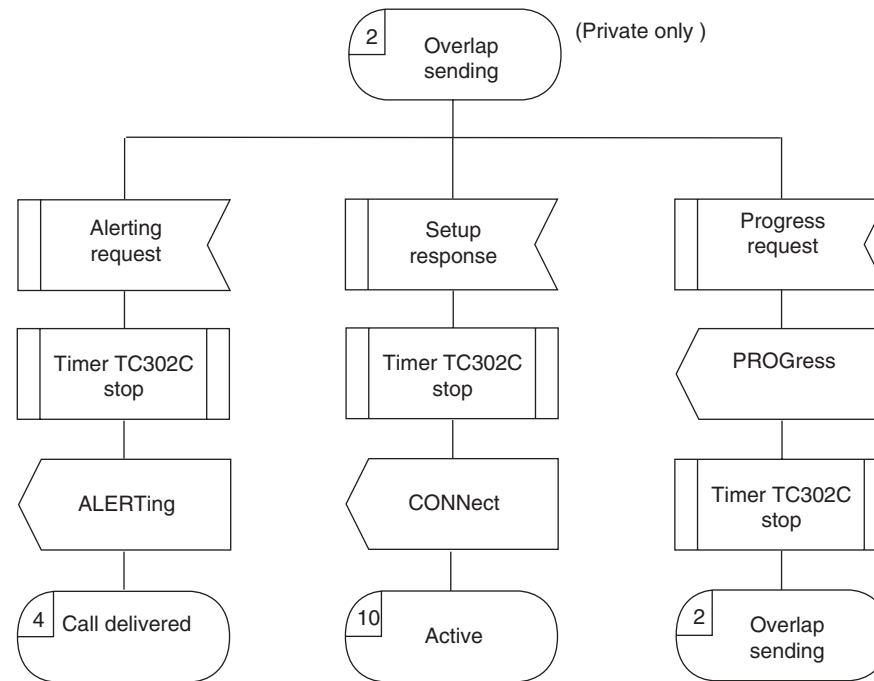 2
Overlap
sending
(Private only )
Alerting
request
Setup
response
Progress
request
Timer TC302C
stop
Timer TC302C
stop
PROGress
ALERTing
CONNect
Timer TC302C
stop
4
Call delivered
10
Active
2
Overlap
sending